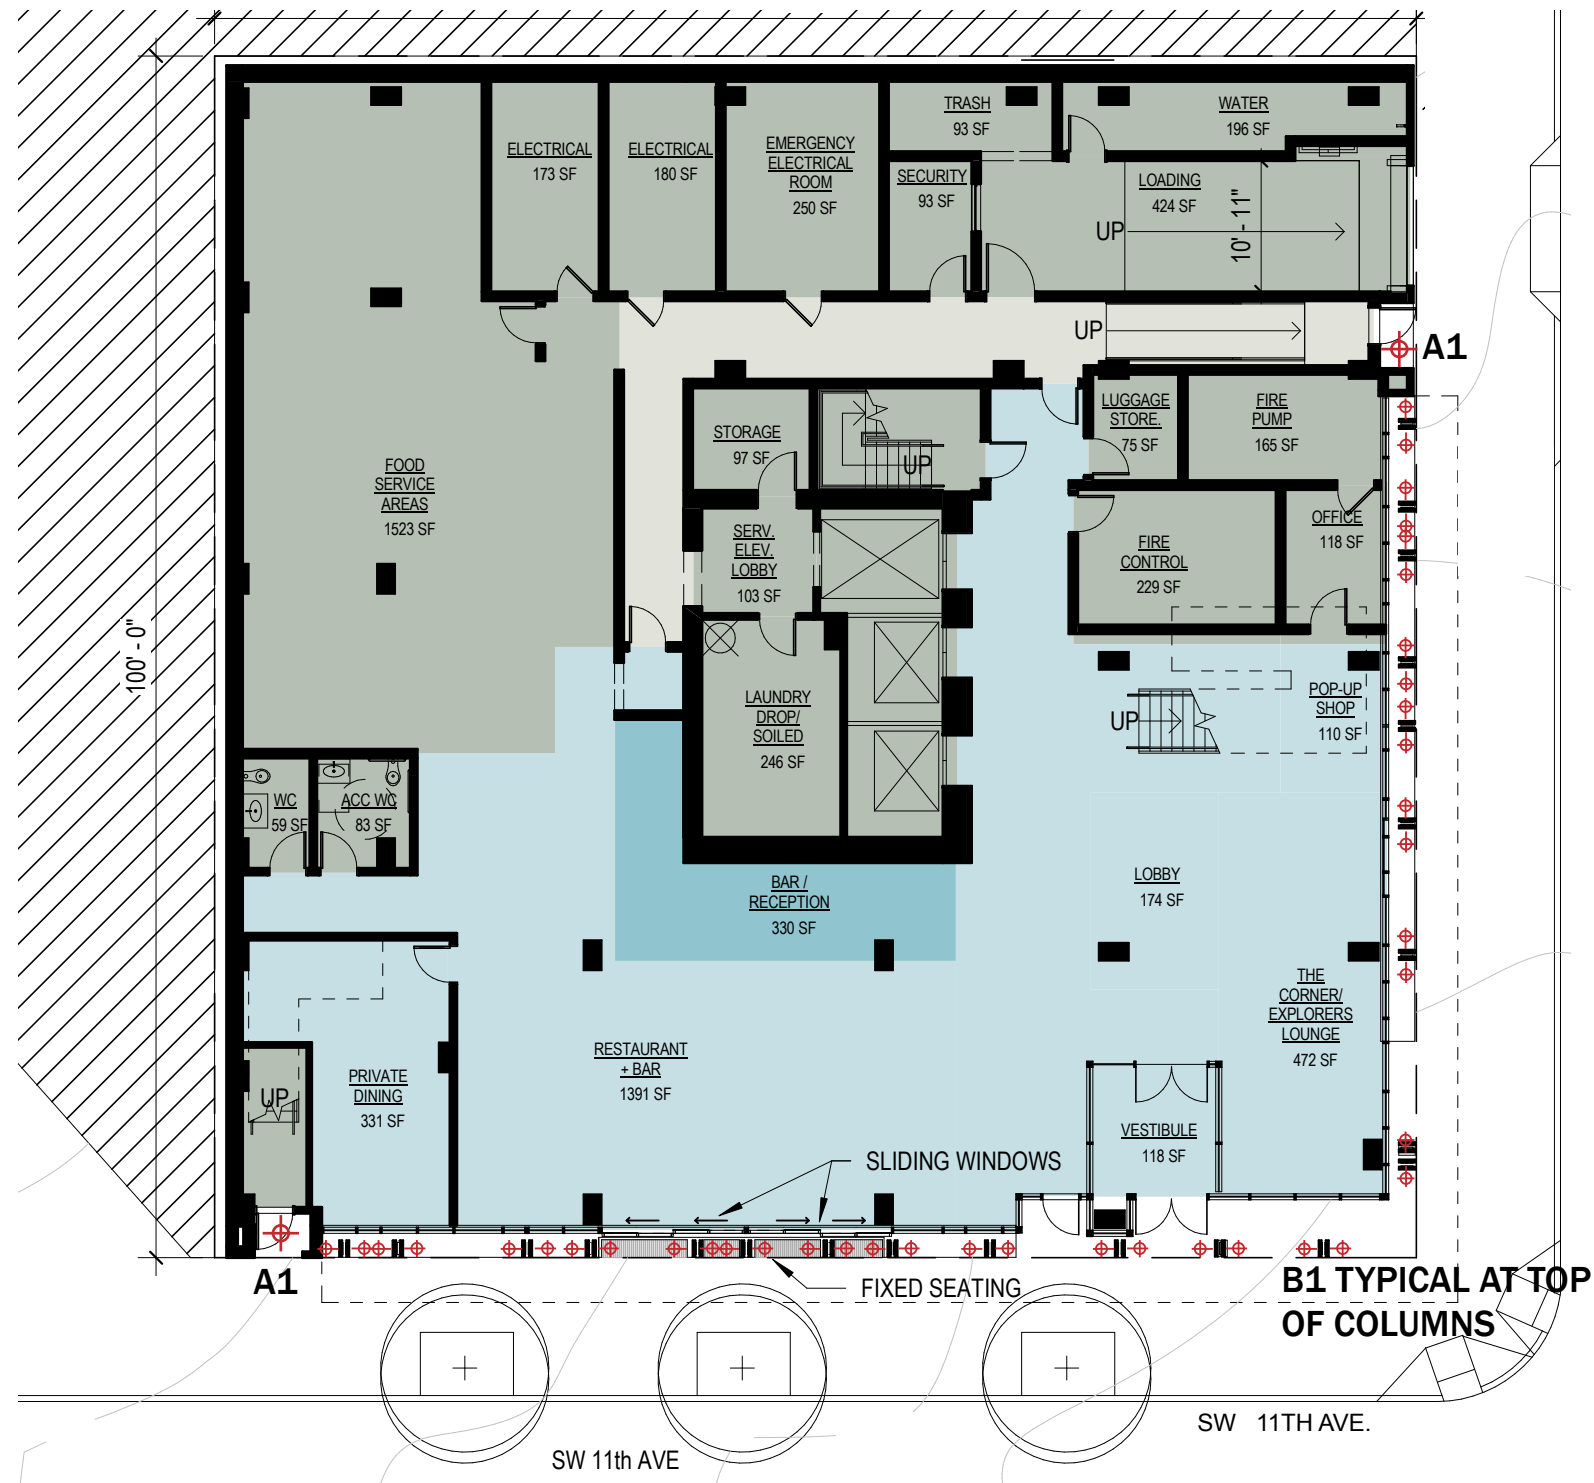 TRASH
93 SF
WATER
196 SF
ELECTRICAL
173 SF
ELECTRICAL
180 SF
EMERGENCY
ELECTRICAL
ROOM
250 SF
SECURITY
93 SF
LOADING
424 SF
UP
10' - 11"
UP
A1
LUGGAGE
STORE.
75 SF
FIRE
PUMP
165 SF
STORAGE
97 SF
UP
FOOD
SERVICE
AREAS
1523 SF
OFFICE
118 SF
SERV.
ELEV.
LOBBY
103 SF
FIRE
CONTROL
229 SF
100' - 0"
LAUNDRY
DROP/
SOILED
246 SF
UP
POP-UP
SHOP
110 SF
WC
59 SF
ACC WC
83 SF
BAR /
RECEPTION
330 SF
LOBBY
174 SF
THE
CORNER/
EXPLORERS
LOUNGE
472 SF
RESTAURANT
+ BAR
1391 SF
PRIVATE
DINING
331 SF
UP
VESTIBULE
118 SF
SLIDING WINDOWS
A1
FIXED SEATING
B1 TYPICAL AT TOP
OF COLUMNS
SW 11TH AVE.
SW 11th AVE